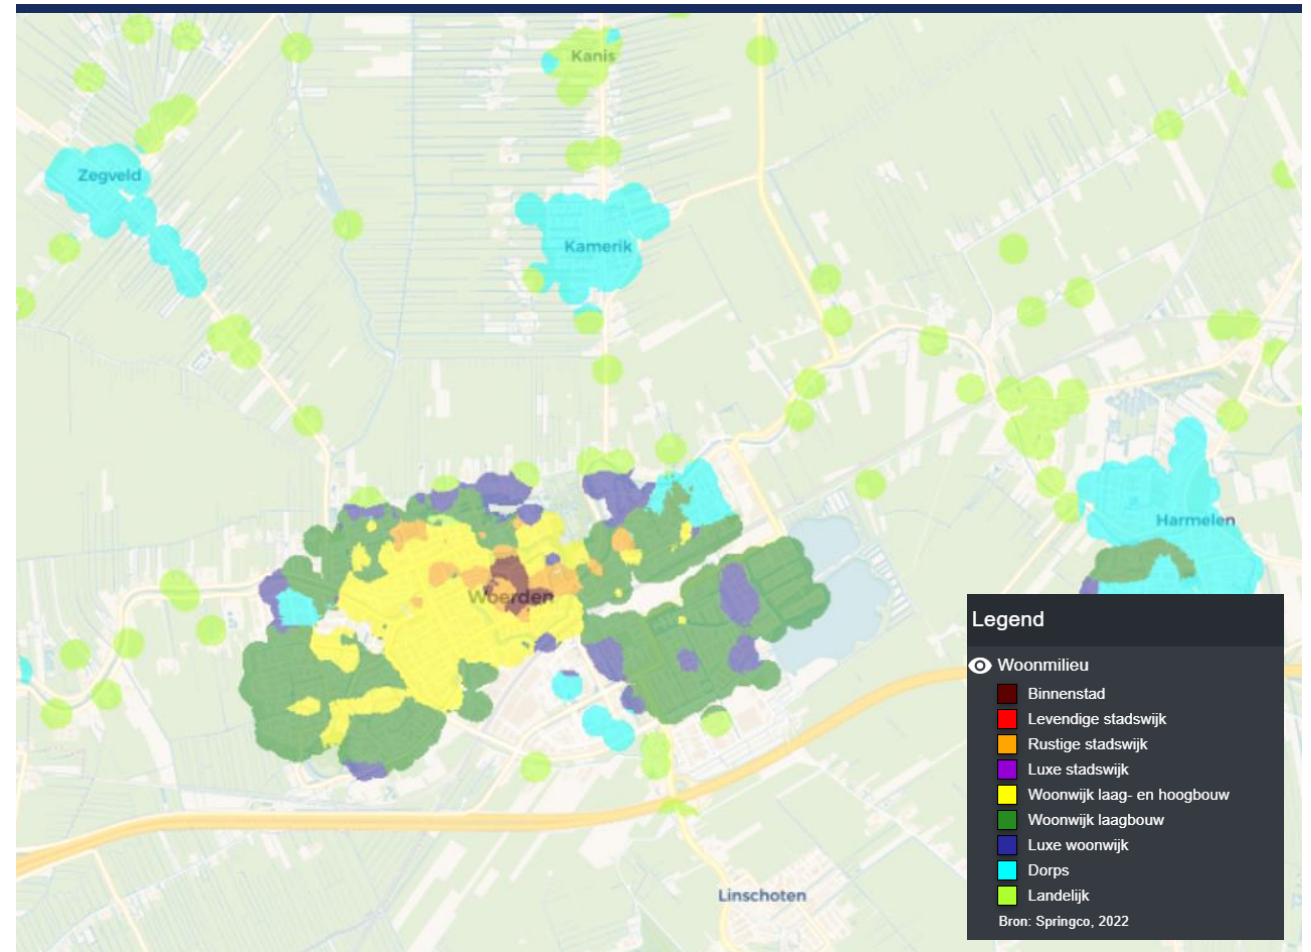 Kanis
Zegveld
Kamerik
Harmelen
Woerden
Linschoten
Legend
Woonmilieu
Binnenstad
Levendige stadswijk
Rustige stadswijk
Luxe stadswijk
Woonwijk laag- en hoogbouw
Woonwijk laagbouw
Luxe woonwijk
Dorps
Landelijk
Bron: Springco, 2022